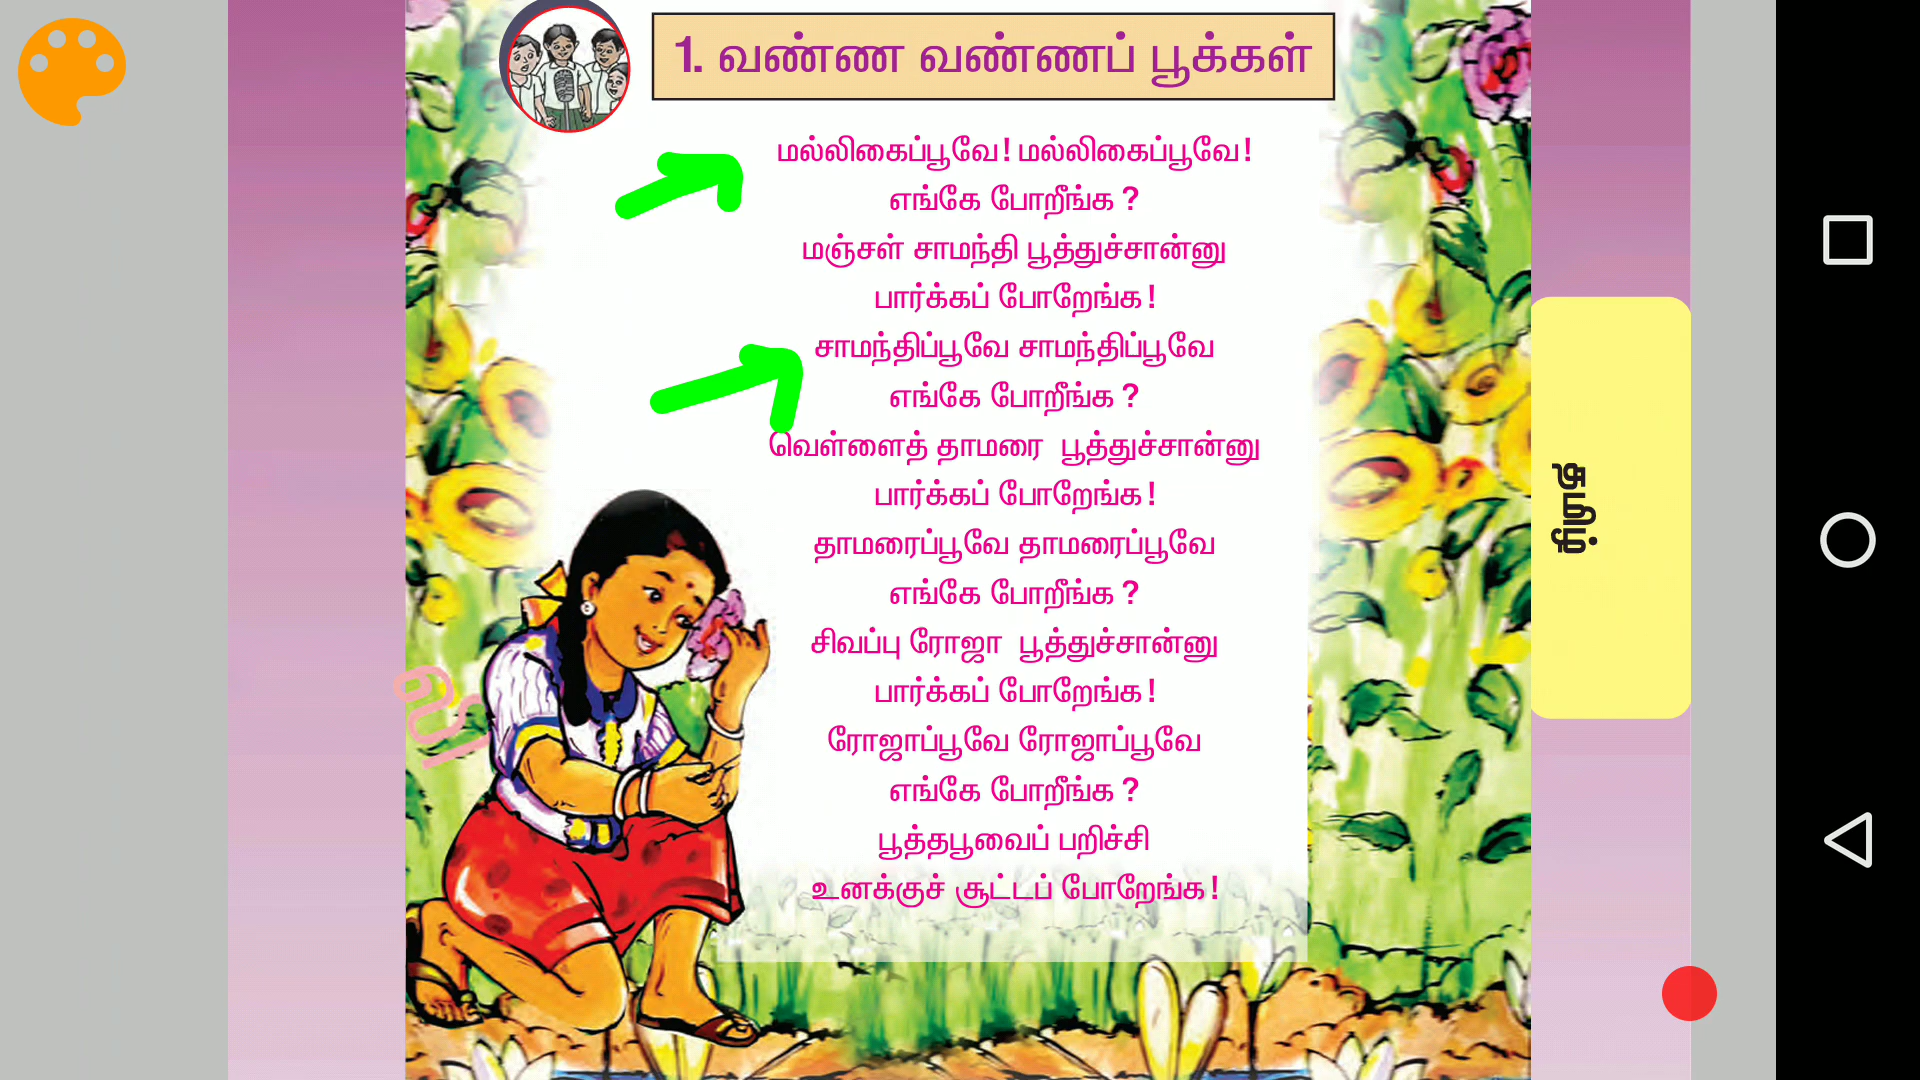 1. வண்ண வண்ணப் பூக்கள்
மல்லிகைப்பூவே! மல்லிகைப்பூவே!
எங்கே போறீங்க ?
மஞ்சள் சாமந்தி பூத்துச்சான்னு
பார்க்கப் போறேங்க!
சாமந்திப்பூவே சாமந்திப்பூவே
எங்கே போறீங்க ?
வெள்ளைத் தாமரை பூத்துச்சான்னு
பார்க்கப் போறேங்க!
தாமரைப்பூவே தாமரைப்பூவே
எங்கே போறீங்க ?
சிவப்பு ரோஜா பூத்துச்சான்னு
பார்க்கப் போறேங்க!
ரோஜாப்பூவே ரோஜாப்பூவே
எங்கே போறீங்க ?
பூத்தபூவைப் பறிச்சி
உனக்குச் சூட்டப் போறேங்க!
தமிழ்